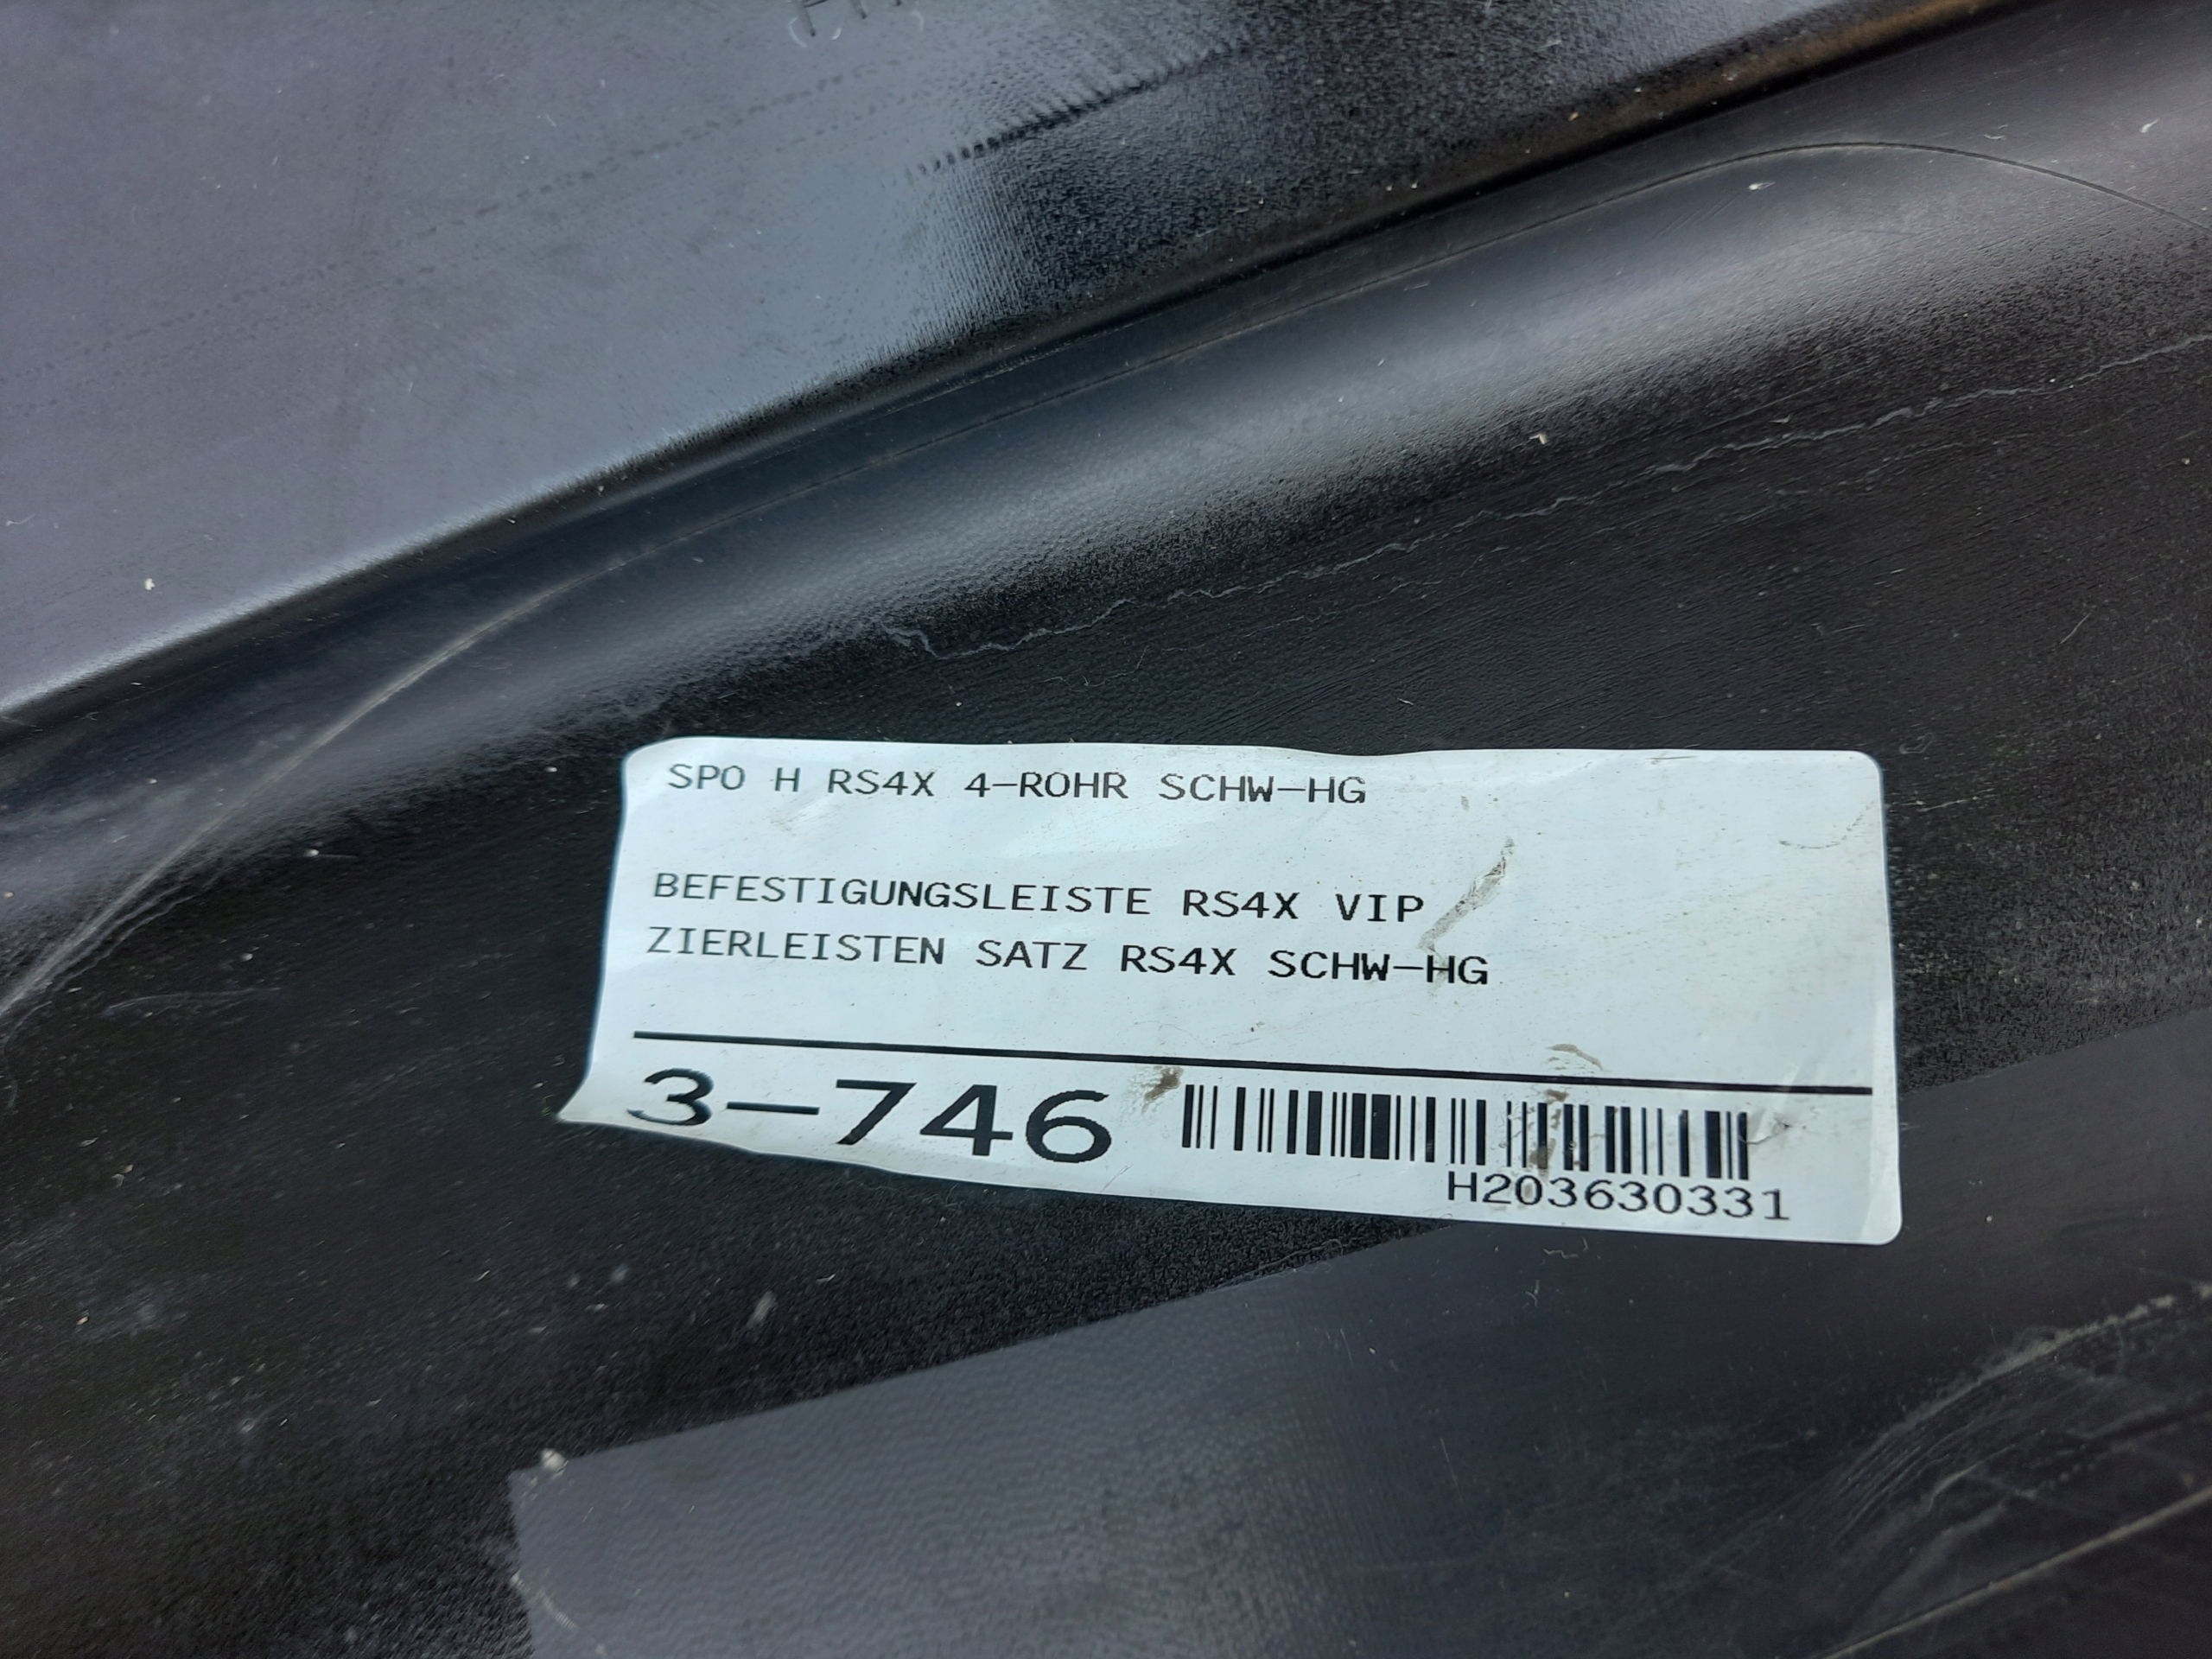 SPO H RS4X 4-ROHR SCHW-HG
BEFESTIGUNGSLEISTE RS4X VIP
ZIERLEISTEN SATZ RS4X SCHW-HG
3-746
H203630331